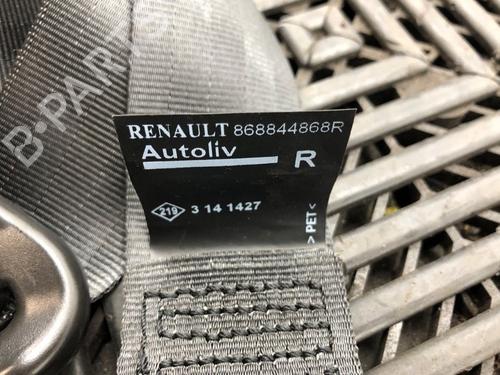 B-PARTS
RENAULT 868844868R
Autoliv R
219 3 14 1427
> PET <